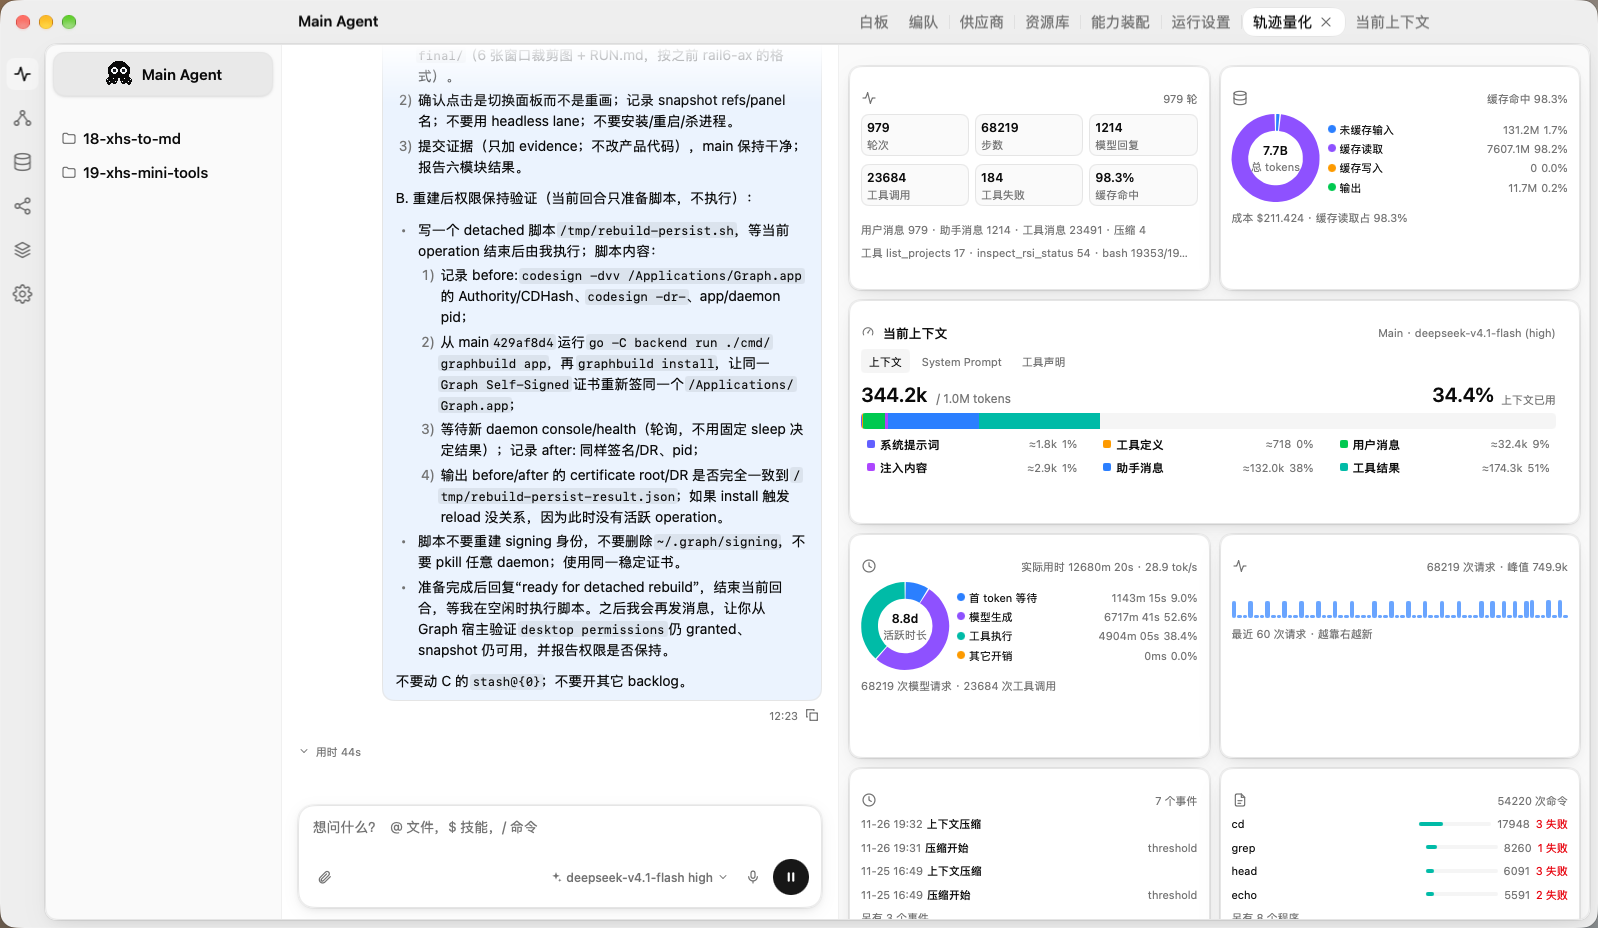 Main Agent
白板
编队
供应商
资源库
能力装配
运行设置
轨迹量化
当前上下文
Main Agent
18-xhs-to-md
19-xhs-mini-tools
final/（6 张窗口裁剪图 + RUN.md，按之前 rail6-ax 的格
式）。
2) 确认点击是切换面板而不是重画；记录 snapshot refs/panel
名；不要用 headless lane；不要安装/重启/杀进程。
3) 提交证据（只加 evidence；不改产品代码），main 保持干净；
报告六模块结果。
B. 重建后权限保持验证（当前回合只准备脚本，不执行）：
• 写一个 detached 脚本 /tmp/rebuild-persist.sh，等当前
operation 结束后由我执行；脚本内容：
1) 记录 before: codesign -dvv /Applications/Graph.app
的 Authority/CDHash、codesign -dr-、app/daemon
pid；
2) 从 main 429af8d4 运行 go -C backend run ./cmd/
graphbuild app，再 graphbuild install，让同一
Graph Self-Signed 证书重新签同一个 /Applications/
Graph.app；
3) 等待新 daemon console/health（轮询，不用固定 sleep 决
定结果）；记录 after: 同样签名/DR、pid；
4) 输出 before/after 的 certificate root/DR 是否完全一致到 /
tmp/rebuild-persist-result.json；如果 install 触发
reload 没关系，因为此时没有活跃 operation。
• 脚本不要重建 signing 身份，不要删除 ~/.graph/signing，不
要 pkill 任意 daemon；使用同一稳定证书。
• 准备完成后回复“ready for detached rebuild”，结束当前回
合，等我在空闲时执行脚本。之后我会再发消息，让你从
Graph 宿主验证 desktop permissions 仍 granted、
snapshot 仍可用，并报告权限是否保持。
不要动 C 的 stash@{0}；不要开其它 backlog。
12:23
用时 44s
想问什么？ @ 文件，$ 技能，/ 命令
deepseek-v4.1-flash high
979 轮
979
轮次
68219
步数
1214
模型回复
23684
工具调用
184
工具失败
98.3%
缓存命中
用户消息 979 · 助手消息 1214 · 工具消息 23491 · 压缩 4
工具 list_projects 17 · inspect_rsi_status 54 · bash 19353/19...
缓存命中 98.3%
7.7B
总 tokens
未缓存输入 131.2M 1.7%
缓存读取 7607.1M 98.2%
缓存写入 0 0.0%
输出 11.7M 0.2%
成本 $211.424 · 缓存读取占 98.3%
当前上下文
Main · deepseek-v4.1-flash (high)
上下文
System Prompt
工具声明
344.2k / 1.0M tokens
34.4% 上下文已用
系统提示词 ≈1.8k 1%
工具定义 ≈718 0%
用户消息 ≈32.4k 9%
注入内容 ≈2.9k 1%
助手消息 ≈132.0k 38%
工具结果 ≈174.3k 51%
实际用时 12680m 20s · 28.9 tok/s
8.8d
活跃时长
首 token 等待 1143m 15s 9.0%
模型生成 6717m 41s 52.6%
工具执行 4904m 05s 38.4%
其它开销 0ms 0.0%
68219 次模型请求 · 23684 次工具调用
68219 次请求 · 峰值 749.9k
最近 60 次请求 · 越靠右越新
7 个事件
11-26 19:32 上下文压缩
11-26 19:31 压缩开始 threshold
11-25 16:49 上下文压缩
11-25 16:49 压缩开始 threshold
另有 3 个事件
54220 次命令
cd 17948 3 失败
grep 8260 1 失败
head 6091 3 失败
echo 5591 2 失败
另有 8 个程序